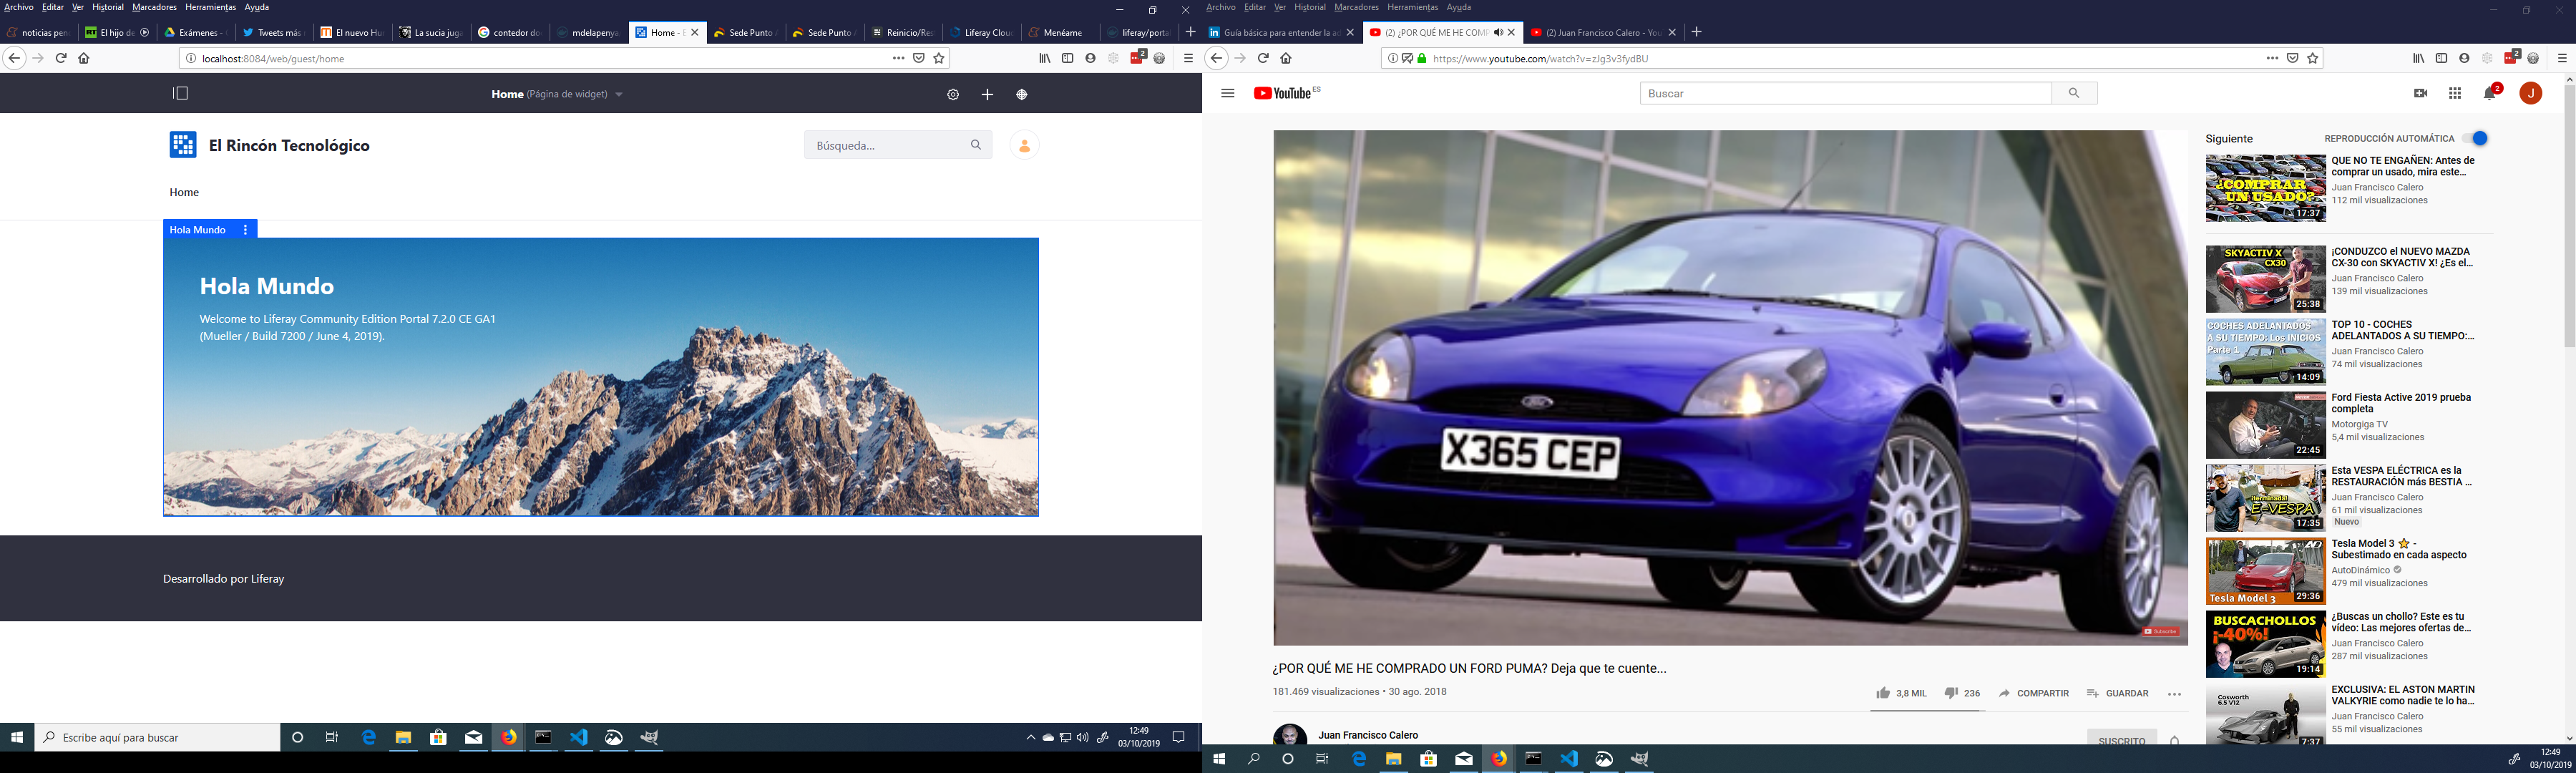 Archivo Editar Ver Historial Marcadores Herramientas Ayuda
noticias pen
El hijo de
Exámenes -
Tweets más
El nuevo Hu
La sucia juga
contedor do
mdelapenya
Home - E
Sede Punto
Sede Punto
Reinicio/Res
Liferay Clou
Menéame
liferay/portal
localhost:8084/web/guest/home
2
Home (Página de widget)
El Rincón Tecnológico
Búsqueda...
Home
Hola Mundo
Hola Mundo
Welcome to Liferay Community Edition Portal 7.2.0 CE GA1
(Mueller / Build 7200 / June 4, 2019).
Desarrollado por Liferay
Escribe aquí para buscar
12:49
03/10/2019
Archivo Editar Ver Historial Marcadores Herramientas Ayuda
Guía básica para entender la
(2) ¿POR QUÉ ME HE COMP
(2) Juan Francisco Calero - You
https://www.youtube.com/watch?v=zJg3v3fydBU
2
YouTube ES
Buscar
2
J
X365 CEP
Subscribe
¿POR QUÉ ME HE COMPRADO UN FORD PUMA? Deja que te cuente...
181.469 visualizaciones • 30 ago. 2018
3,8 MIL
236
COMPARTIR
GUARDAR
Juan Francisco Calero
SUSCRITO
Siguiente
REPRODUCCIÓN AUTOMÁTICA
¿COMPRAR
UN USADO?
17:37
QUE NO TE ENGAÑEN: Antes de
comprar un usado, mira este...
Juan Francisco Calero
112 mil visualizaciones
SKYACTIV X
CX30
25:38
¡CONDUZCO el NUEVO MAZDA
CX-30 con SKYACTIV X! ¿Es el...
Juan Francisco Calero
139 mil visualizaciones
COCHES ADELANTADOS
A SU TIEMPO: Los INICIOS
Parte 1
14:09
TOP 10 - COCHES
ADELANTADOS A SU TIEMPO:...
Juan Francisco Calero
74 mil visualizaciones
22:45
Ford Fiesta Active 2019 prueba
completa
Motorgiga TV
5,4 mil visualizaciones
¡terminada!
E-VESPA
17:35
Esta VESPA ELÉCTRICA es la
RESTAURACIÓN más BESTIA ...
Juan Francisco Calero
61 mil visualizaciones
Nuevo
AD
Tesla Model 3
29:36
Tesla Model 3 ⭐ -
Subestimado en cada aspecto
AutoDinámico
479 mil visualizaciones
BUSCACHOLLOS
¡-40%!
19:14
¿Buscas un chollo? Este es tu
vídeo: Las mejores ofertas de...
Juan Francisco Calero
287 mil visualizaciones
Cosworth
6.5 V12
7:37
EXCLUSIVA: EL ASTON MARTIN
VALKYRIE como nadie te lo ha...
Juan Francisco Calero
55 mil visualizaciones
12:49
03/10/2019